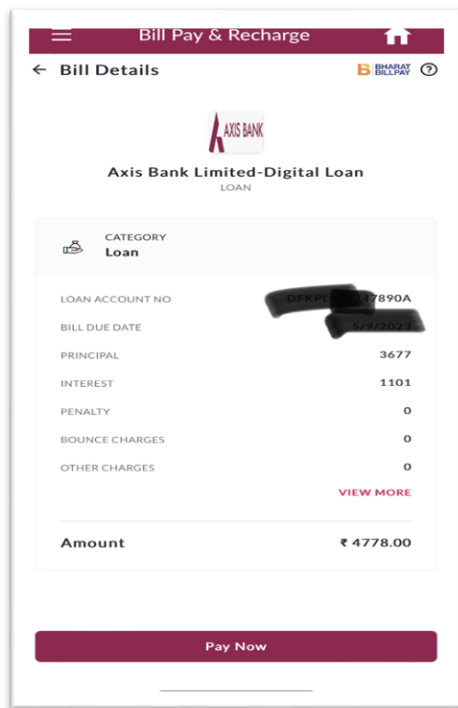 Bill Pay & Recharge
← Bill Details
B BHARAT BILLPAY ?
AXIS BANK
Axis Bank Limited-Digital Loan
LOAN
CATEGORY
Loan
LOAN ACCOUNT NO
BILL DUE DATE
PRINCIPAL 3677
INTEREST 1101
PENALTY 0
BOUNCE CHARGES 0
OTHER CHARGES 0
VIEW MORE
Amount ₹ 4778.00
Pay Now